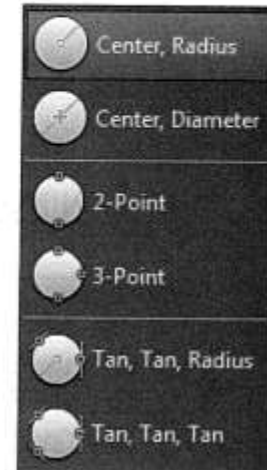 Center, Radius
Center, Diameter
2-Point
3-Point
Tan, Tan, Radius
Tan, Tan, Tan